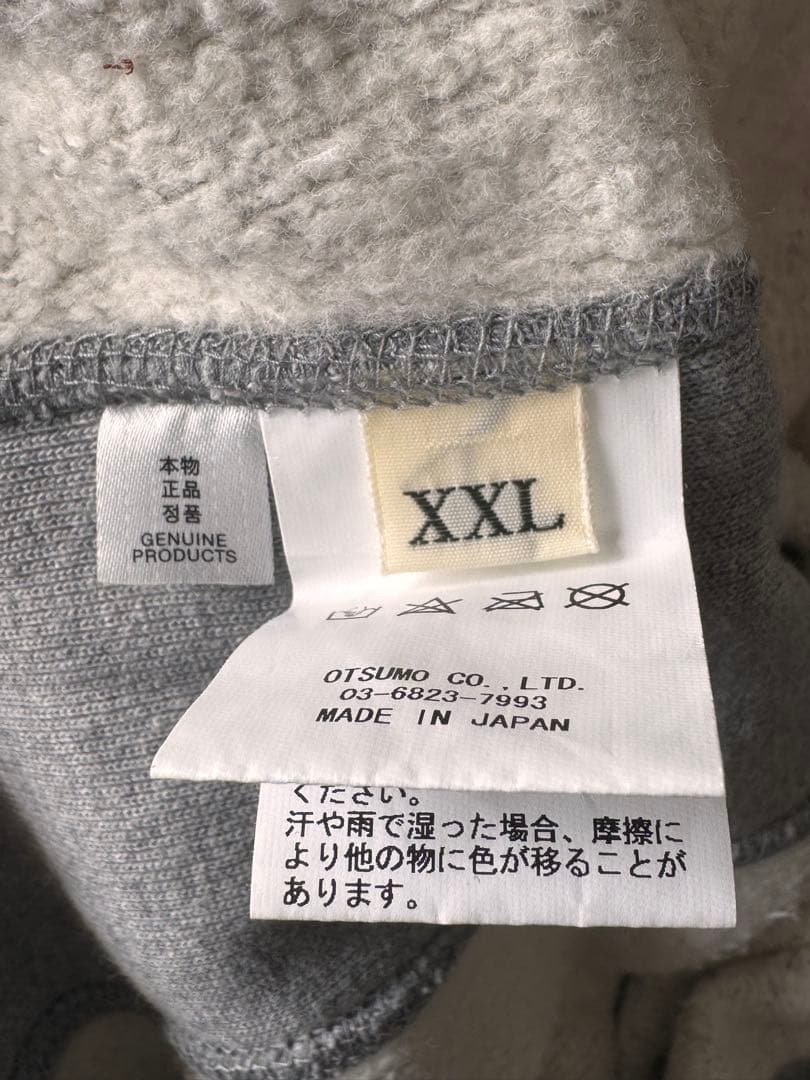 本物
正品
정품
GENUINE
PRODUCTS
XXL
OTSUMO CO.,LTD.
03-6823-7993
MADE IN JAPAN
ください。
汗や雨で湿った場合、摩擦に
より他の物に色が移ることが
あります。